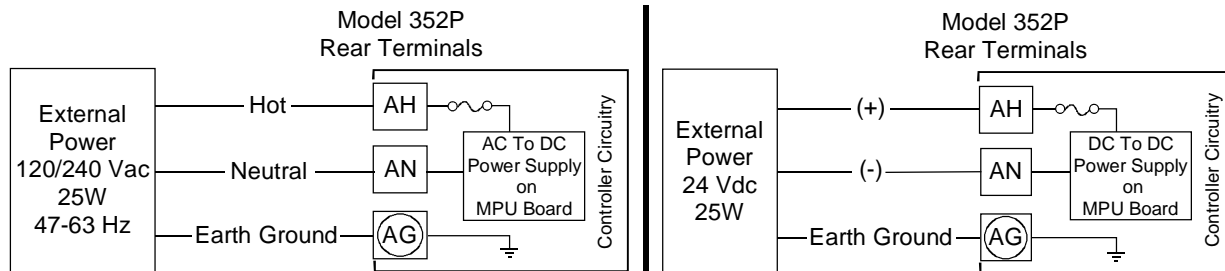 Model 352P
Rear Terminals
External
Power
120/240 Vac
25W
47-63 Hz
Hot
Neutral
Earth Ground
AH
AN
AG
AC To DC
Power Supply
on
MPU Board
Controller Circuitry
Model 352P
Rear Terminals
External
Power
24 Vdc
25W
(+)
(-)
Earth Ground
AH
AN
AG
DC To DC
Power Supply
on
MPU Board
Controller Circuitry